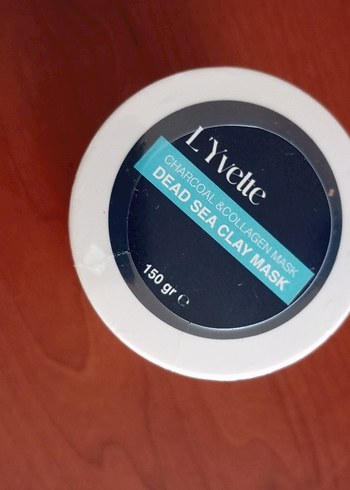 L'Yvette
CHARCOAL &COLLAGEN MASK
DEAD SEA CLAY MASK
150 gr ℮